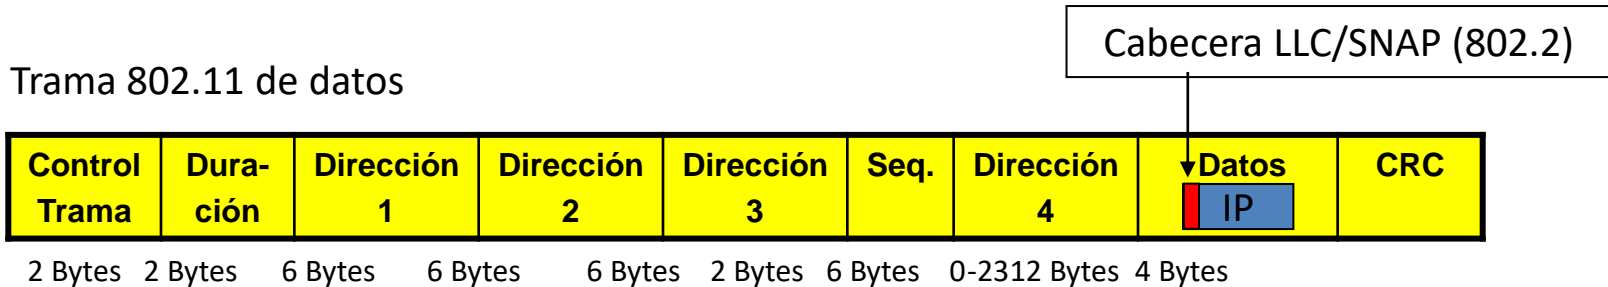 Cabecera LLC/SNAP (802.2)
Trama 802.11 de datos
Control Trama
Dura-ción
Dirección 1
Dirección 2
Dirección 3
Seq.
Dirección 4
Datos
IP
CRC
2 Bytes 2 Bytes 6 Bytes 6 Bytes 6 Bytes 2 Bytes 6 Bytes 0-2312 Bytes 4 Bytes